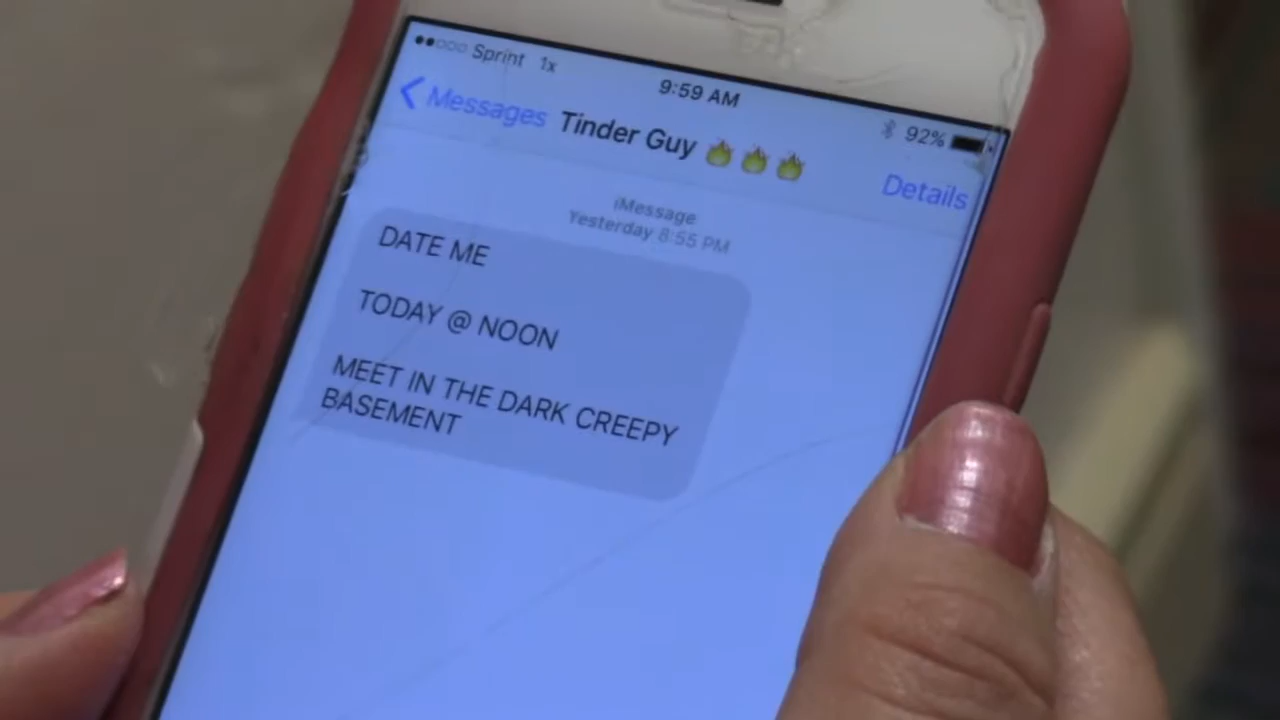 Sprint 1x
9:59 AM
92%
Messages
Tinder Guy 🔥🔥🔥
Details
iMessage
Yesterday 8:55 PM
DATE ME
TODAY @ NOON
MEET IN THE DARK CREEPY
BASEMENT